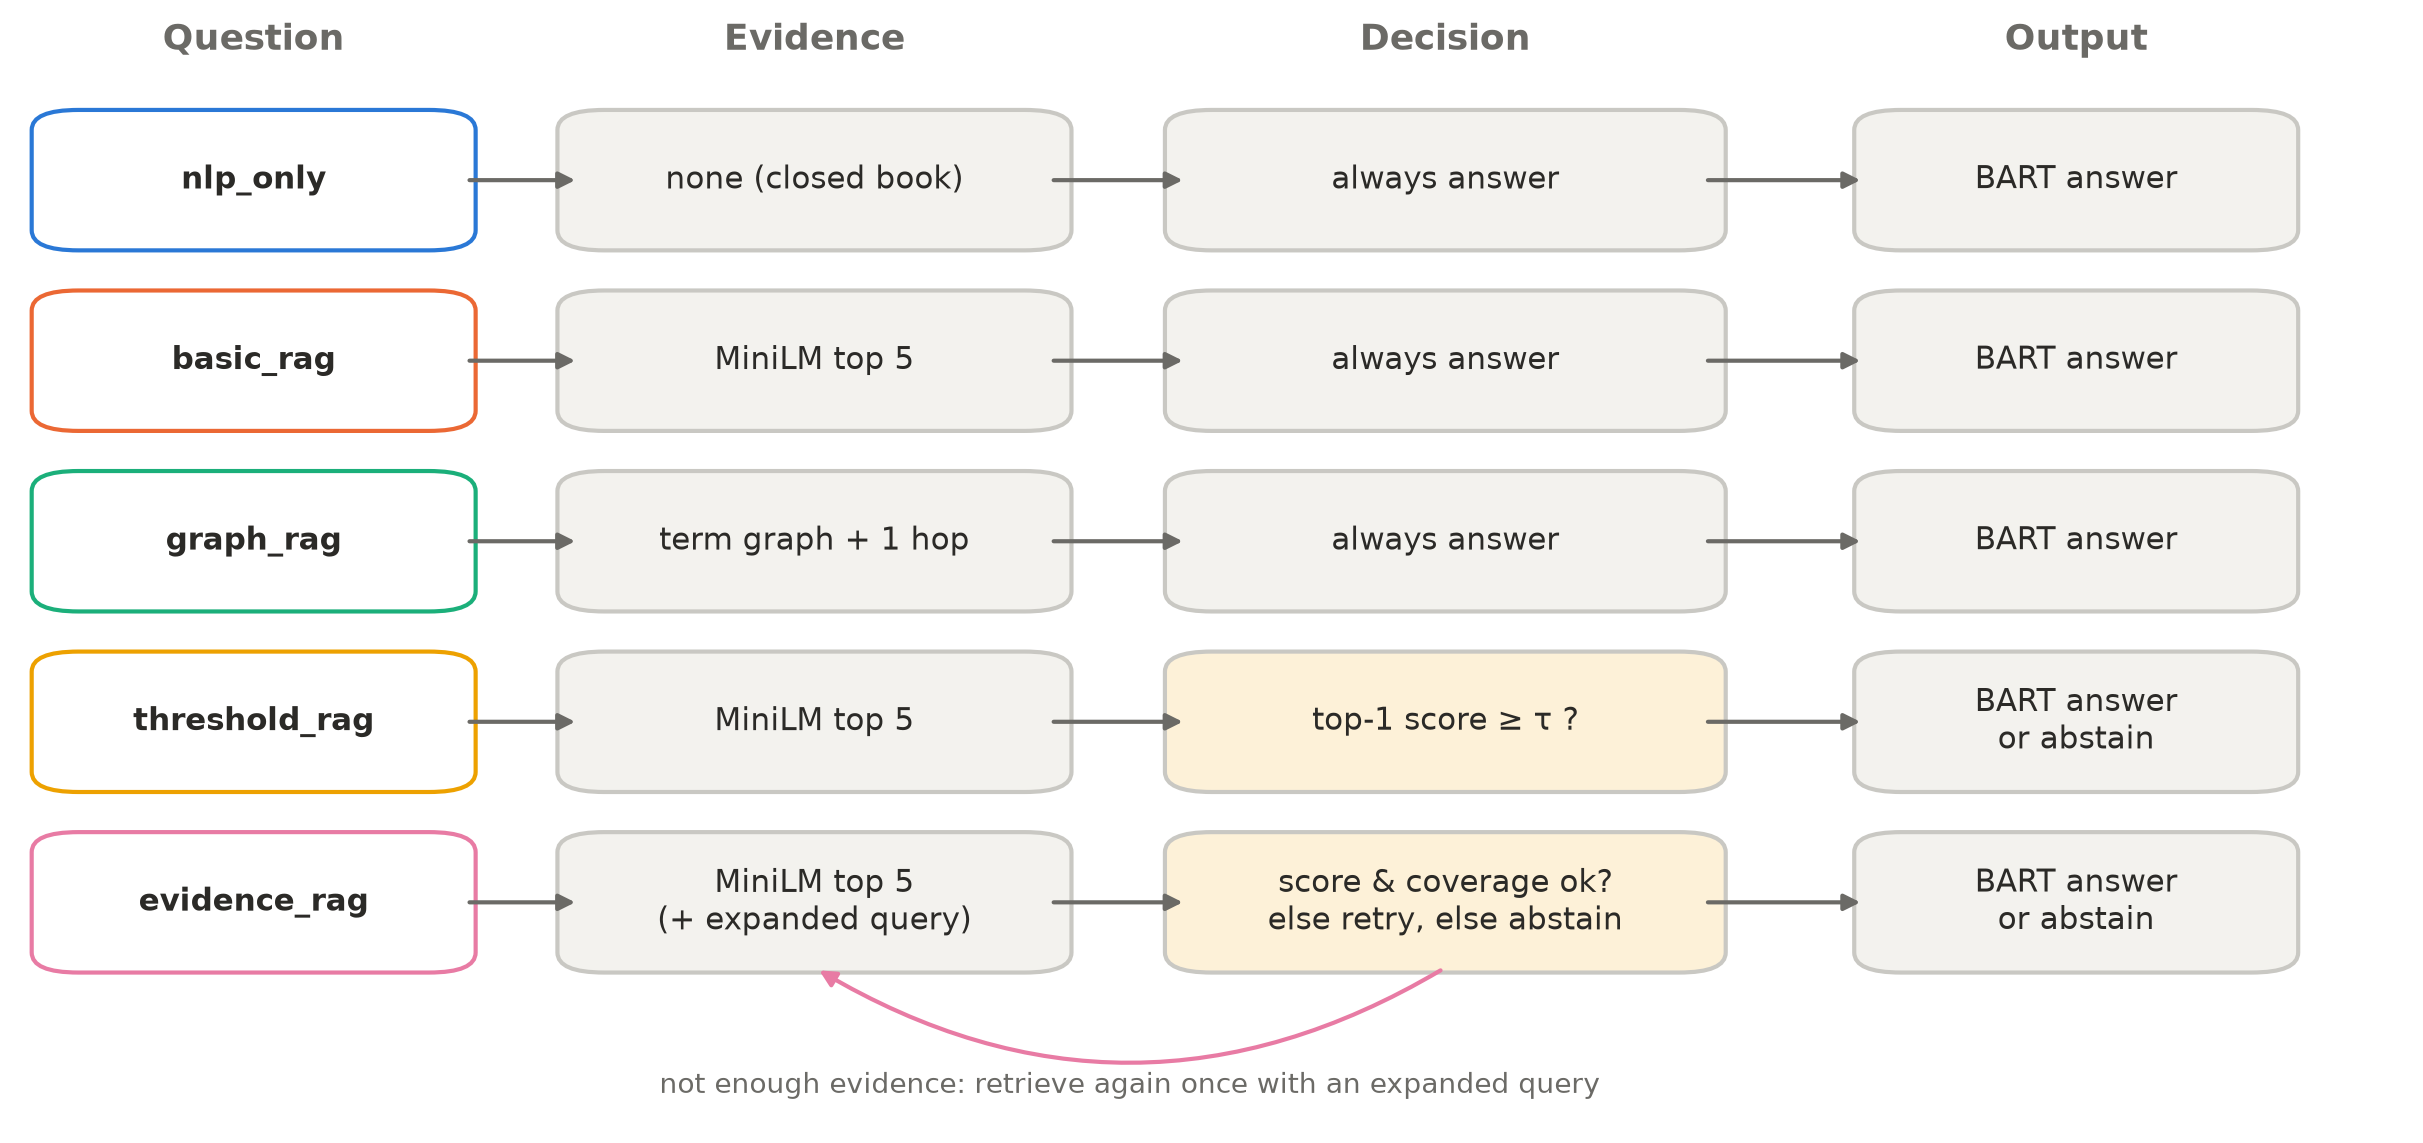 Question
Evidence
Decision
Output
nlp_only
none (closed book)
always answer
BART answer
basic_rag
MiniLM top 5
always answer
BART answer
graph_rag
term graph + 1 hop
always answer
BART answer
threshold_rag
MiniLM top 5
top-1 score ≥ τ ?
BART answer
or abstain
evidence_rag
MiniLM top 5
(+ expanded query)
score & coverage ok?
else retry, else abstain
BART answer
or abstain
not enough evidence: retrieve again once with an expanded query